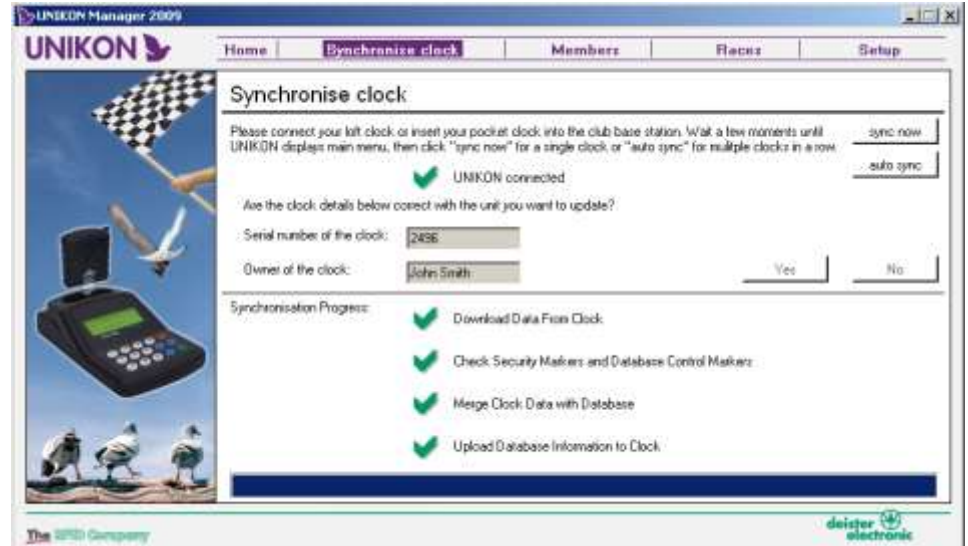 UNIKON Manager 2009
UNIKON
Home
Synchronize clock
Members
Races
Setup
Synchronise clock
Please connect your loft clock or insert your pocket clock into the club base station. Wait a few moments until
UNIKON displays main menu, then click "sync now" for a single clock or "auto sync" for mulitple clocks in a row.
sync now
auto sync
UNIKON connected
Are the clock details below correct with the unit you want to update?
Serial number of the clock:
2496
Owner of the clock:
John Smith
Yes
No
Synchronisation Progress:
Download Data From Clock
Check Security Markers and Database Control Markers
Merge Clock Data with Database
Upload Database Information to Clock
The RFID Company
deister
electronic